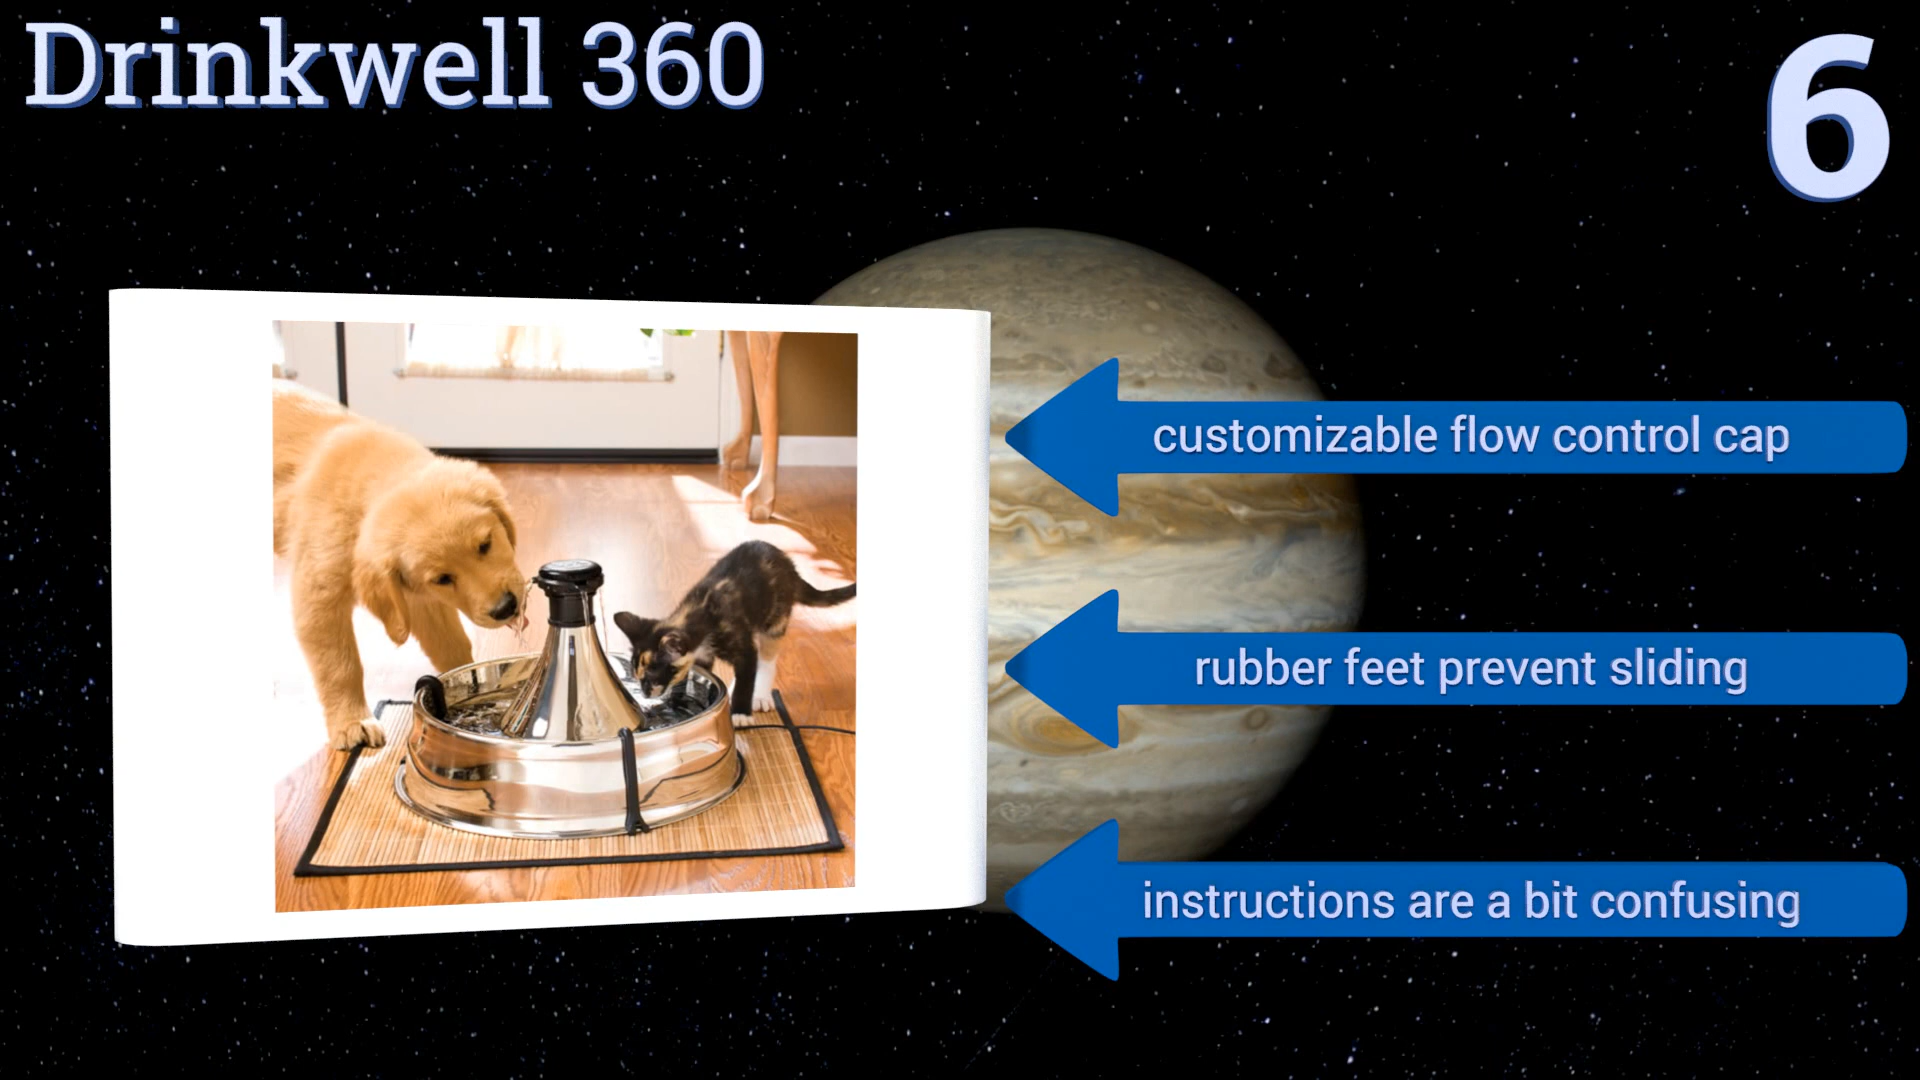 Drinkwell 360
6
customizable flow control cap
rubber feet prevent sliding
instructions are a bit confusing